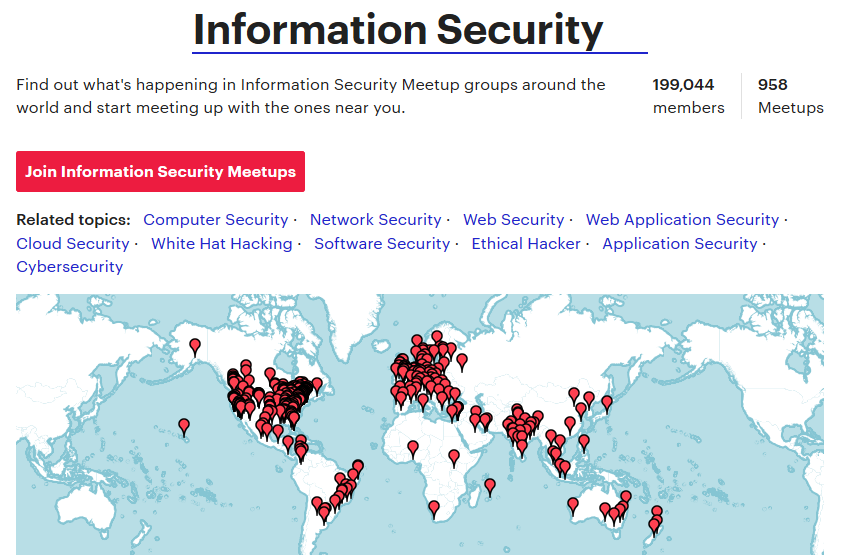 Information Security
Find out what's happening in Information Security Meetup groups around the
world and start meeting up with the ones near you.
199,044
members
958
Meetups
Join Information Security Meetups
Related topics: Computer Security · Network Security · Web Security · Web Application Security ·
Cloud Security · White Hat Hacking · Software Security · Ethical Hacker · Application Security ·
Cybersecurity